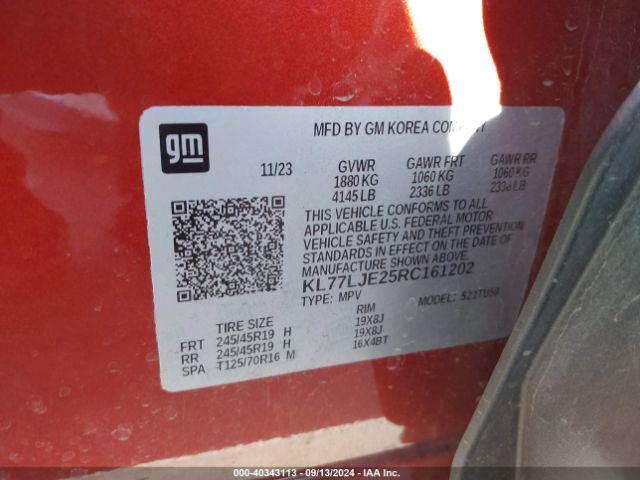 gm
MFD BY GM KOREA COMPANY
11/23
GVWR GAWR FRT GAWR RR
1880 KG 1060 KG 1060 KG
4145 LB 2336 LB 2336 LB
THIS VEHICLE CONFORMS TO ALL
APPLICABLE U.S. FEDERAL MOTOR
VEHICLE SAFETY AND THEFT PREVENTION
STANDARDS IN EFFECT ON THE DATE OF
MANUFACTURE SHOWN ABOVE.
KL77LJE25RC161202
TYPE: MPV MODEL: 521TU58
TIRE SIZE RIM
FRT 245/45R19 H 19X8J
RR 245/45R19 H 19X8J
SPA T125/70R16 M 16X4BT
000-40343113 - 09/13/2024 - IAA Inc.